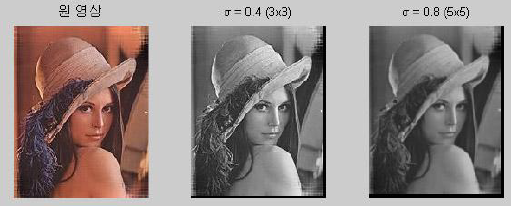 원 영상
σ = 0.4 (3x3)
σ = 0.8 (5x5)